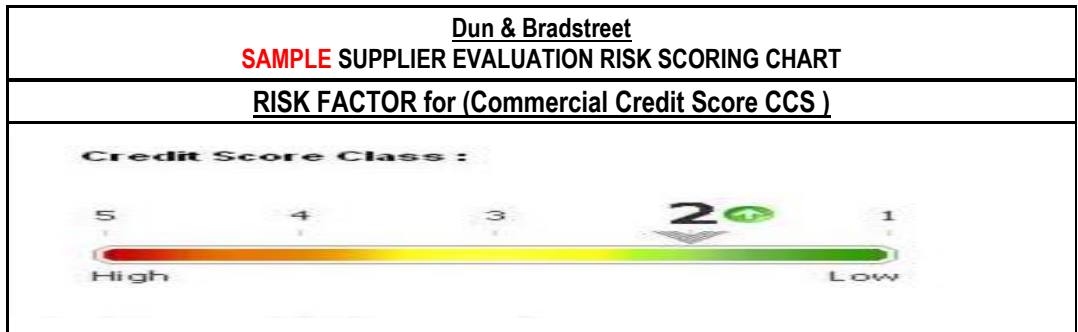 Dun & Bradstreet
SAMPLE SUPPLIER EVALUATION RISK SCORING CHART
RISK FACTOR for (Commercial Credit Score CCS )
Credit Score Class :
5 4 3 2 1
High Low